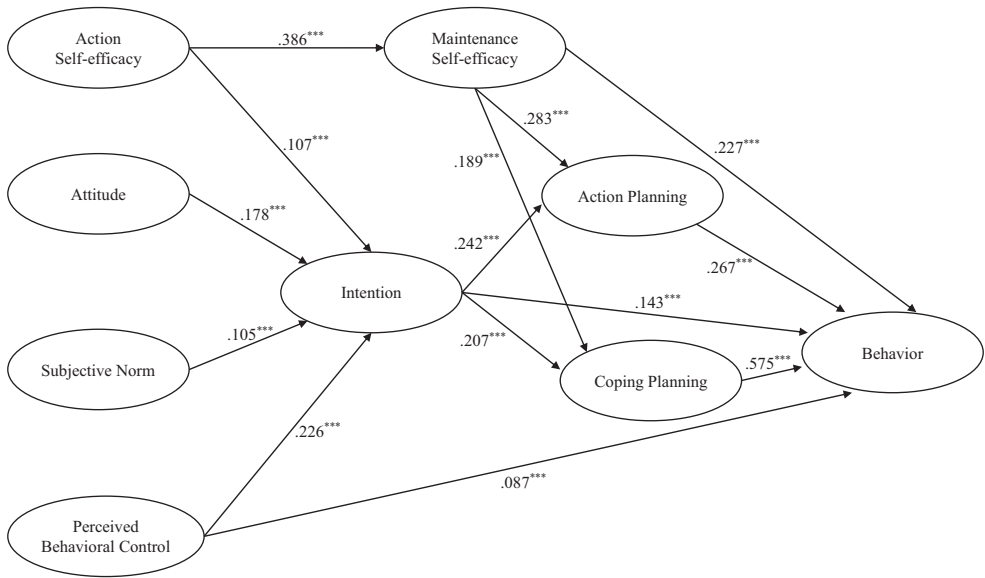 Action
Self-efficacy
.386***
Maintenance
Self-efficacy
.283***
.107***
.189***
.227***
Attitude
.178***
Action Planning
.242***
.267***
Intention
.143***
.105***
.207***
Subjective Norm
Coping Planning
.575***
Behavior
.226***
.087***
Perceived
Behavioral Control